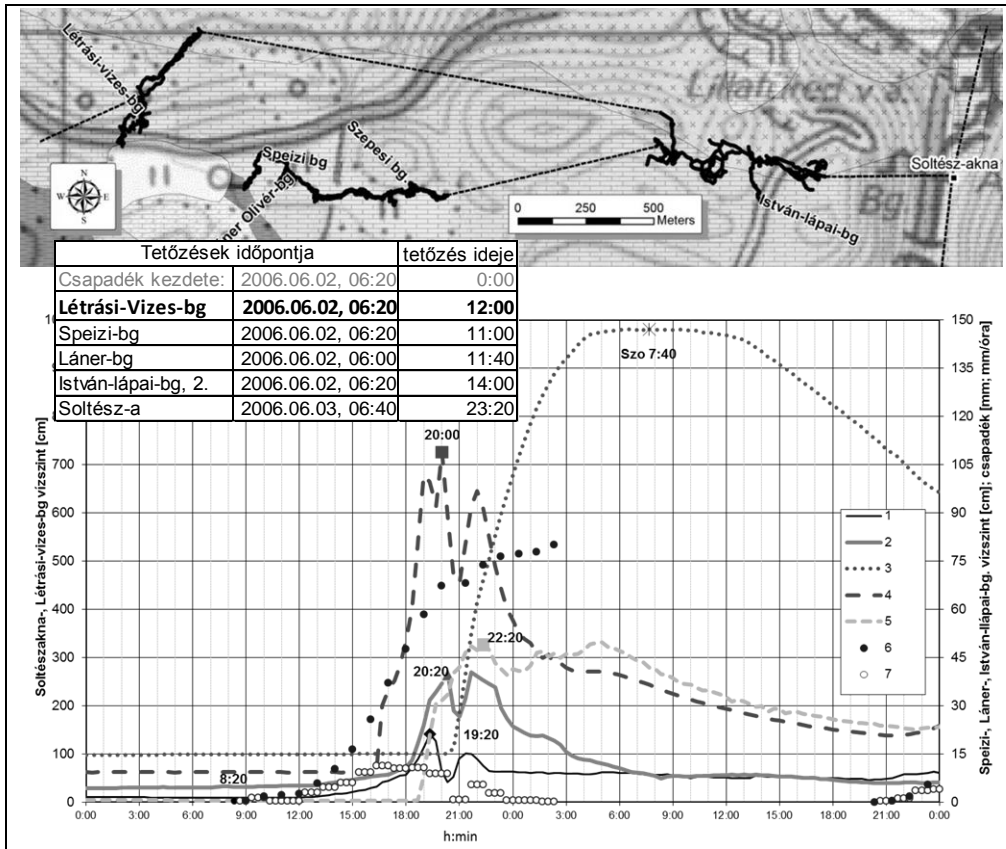 Létrási-vizes-bg
Speizi bg
Szepesi bg
Oliver-bg
István-lápai-bg
Soltész-akna
Lillafüred v.á.
Bg
N
W E
S
0 250 500
Meters
Tetőzések időpontja tetőzés ideje
Csapadék kezdete: 2006.06.02, 06:20 0:00
Létrási-Vizes-bg 2006.06.02, 06:20 12:00
Speizi-bg 2006.06.02, 06:20 11:00
Láner-bg 2006.06.02, 06:00 11:40
István-lápai-bg, 2. 2006.06.02, 06:20 14:00
Soltész-a 2006.06.03, 06:40 23:20
Soltészakna-, Létrási-vizes-bg vízszint [cm]
700
600
500
400
300
200
100
0
Szo 7:40
20:00
22:20
20:20
19:20
8:20
1
2
3
4
5
6
7
150
135
120
105
90
75
60
45
30
15
0
Speizi-, Láner-, István-lápai-bg. vízszint [cm]; csapadék [mm; mm/óra]
0:00 3:00 6:00 9:00 12:00 15:00 18:00 21:00 0:00 3:00 6:00 9:00 12:00 15:00 18:00 21:00 0:00
h:min